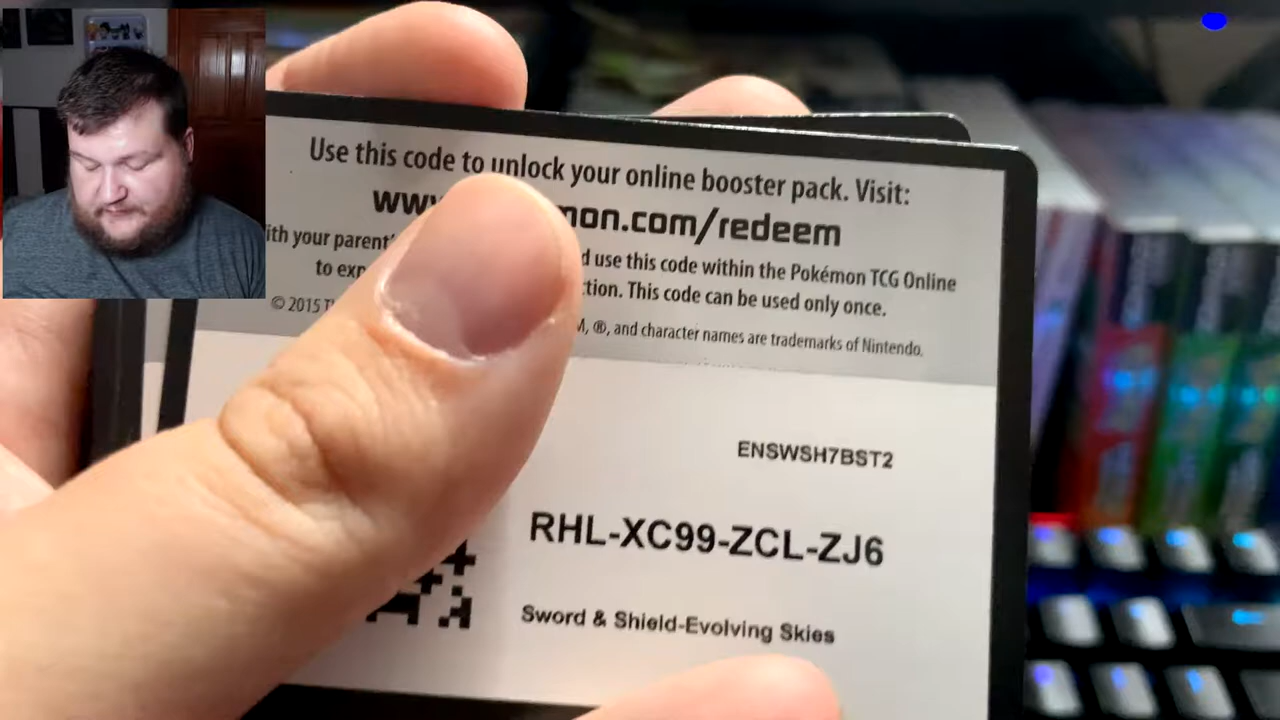 Use this code to unlock your online booster pack. Visit:
www.      mon.com/redeem
ith your parent      d use this code within the Pokémon TCG Online
to exp      ction. This code can be used only once.
© 2015 T      M, ®, and character names are trademarks of Nintendo.
ENSWSH7BST2
RHL-XC99-ZCL-ZJ6
Sword & Shield-Evolving Skies